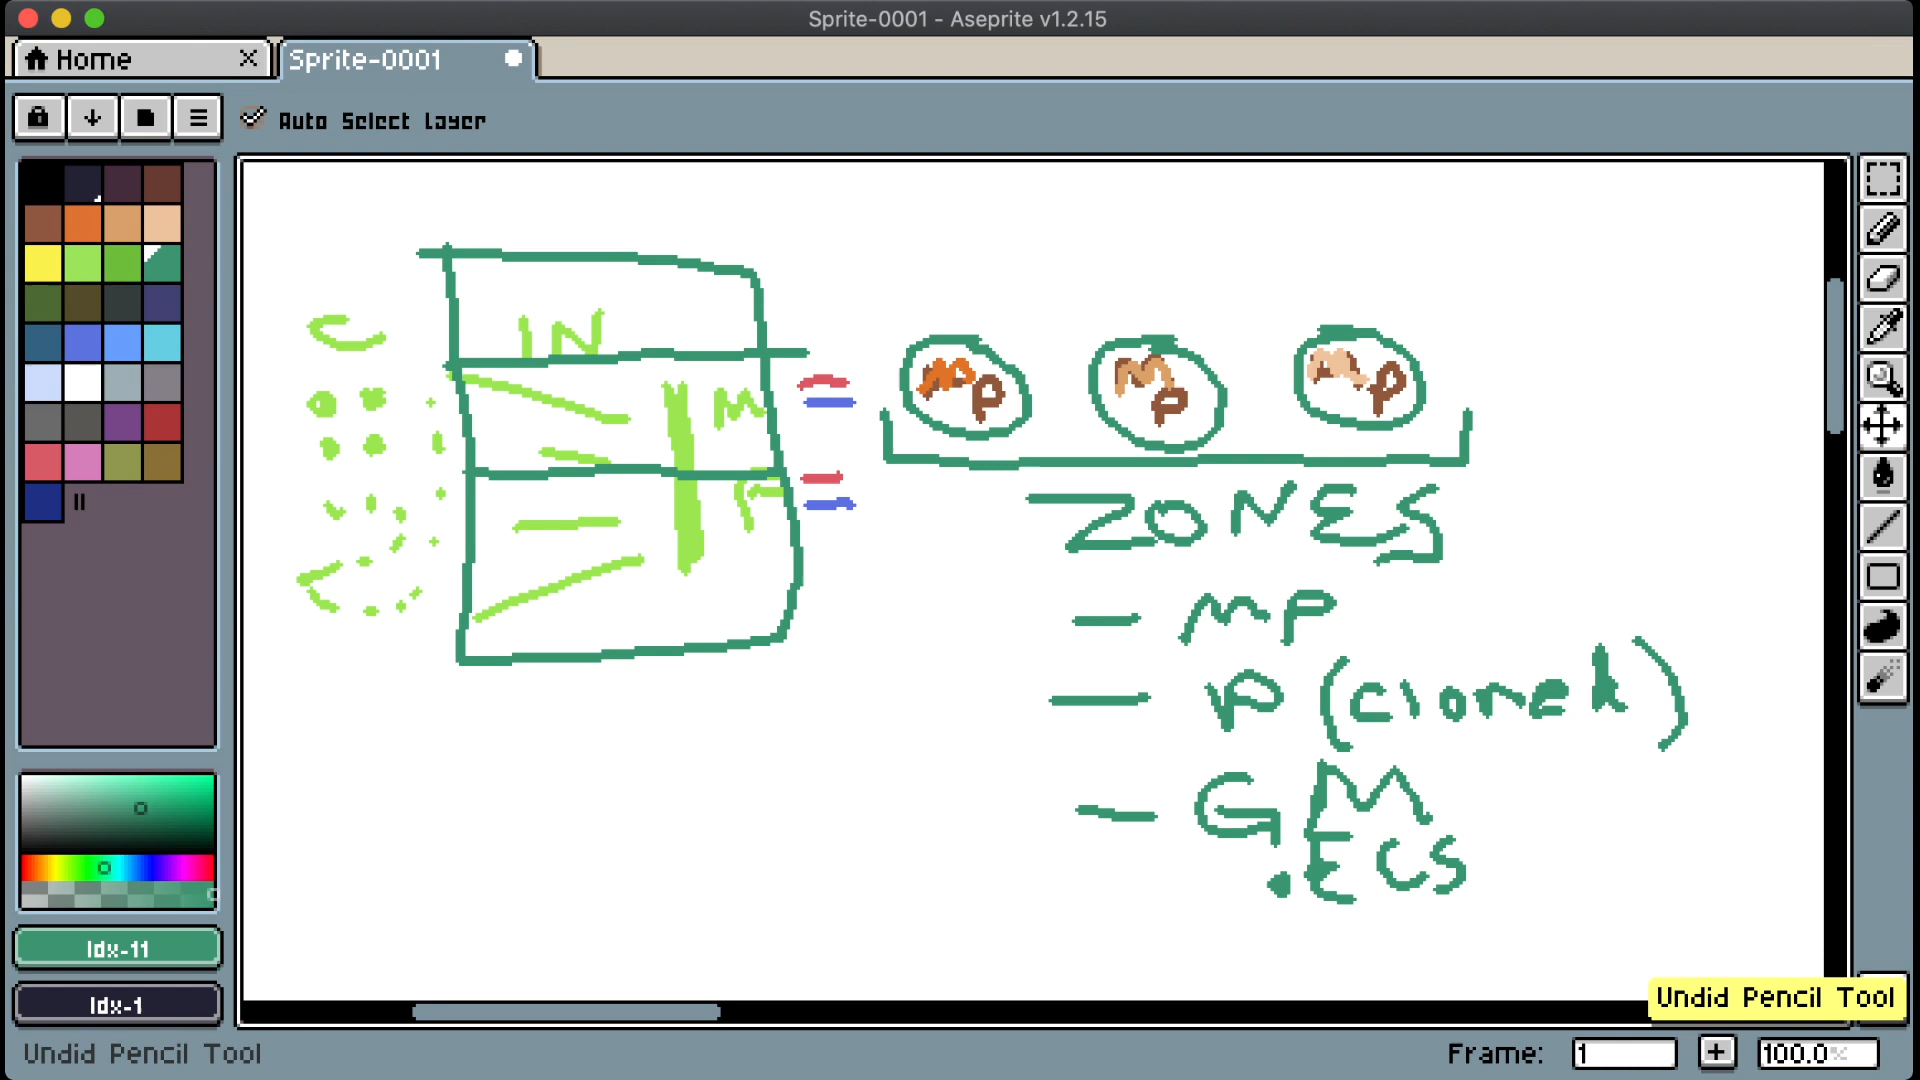 Sprite-0001 - Aseprite v1.2.15
Home
Sprite-0001
Auto Select Layer
C
IN
M
M P
M P
M P
ZONES
— MP
— P (cloned)
— G.M
.ECS
Idx-11
Idx-1
Undid Pencil Tool
Undid Pencil Tool
Frame: 1 + 100.0%